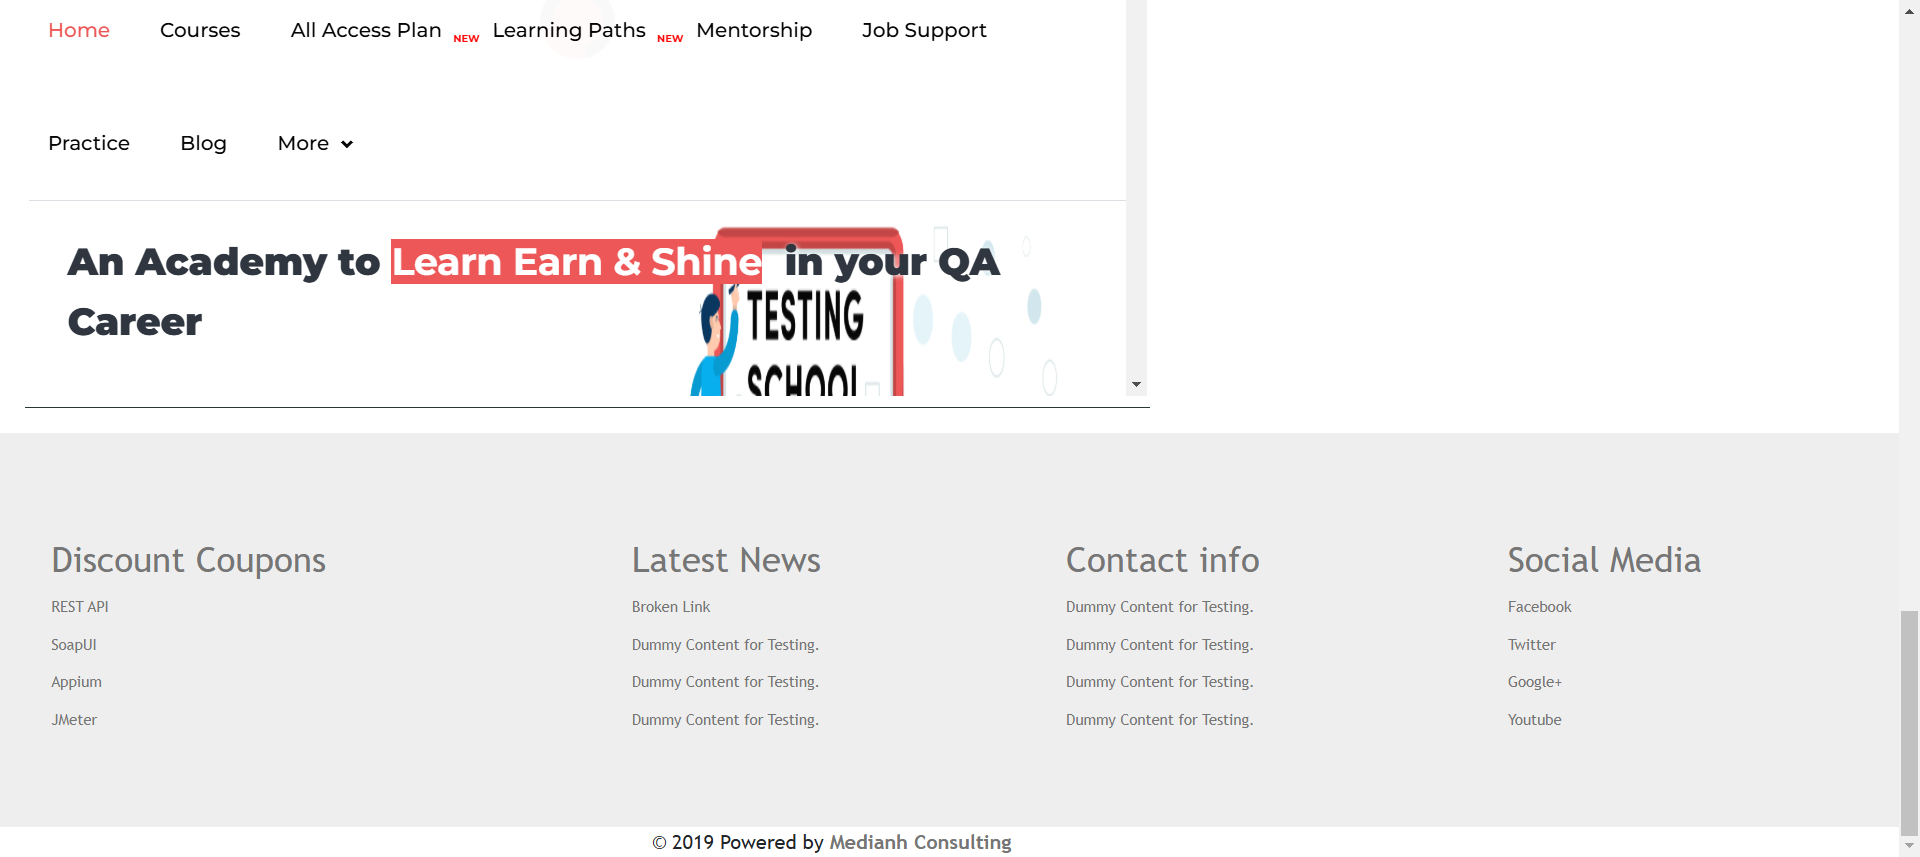 Home Courses All Access Plan NEW Learning Paths NEW Mentorship Job Support
Practice Blog More
An Academy to Learn Earn & Shine in your QA
Career
TESTING
SCHOOL
Discount Coupons Latest News Contact info Social Media
REST API Broken Link Dummy Content for Testing. Facebook
SoapUI Dummy Content for Testing. Dummy Content for Testing. Twitter
Appium Dummy Content for Testing. Dummy Content for Testing. Google+
JMeter Dummy Content for Testing. Dummy Content for Testing. Youtube
© 2019 Powered by Medianh Consulting